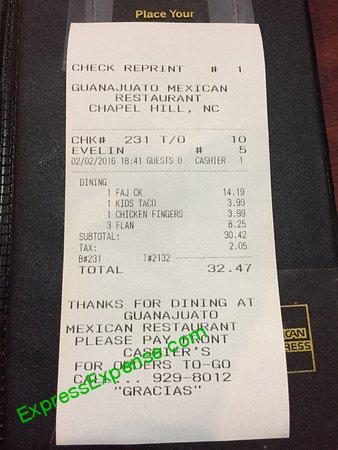 Place Your
CHECK REPRINT # 1
GUANAJUATO MEXICAN
RESTAURANT
CHAPEL HILL, NC
CHK# 231 T/O 10
EVELIN # 5
02/02/2016 18:41 GUESTS 0 CASHIER 1
DINING
1 FAJ CK 14.19
1 KIDS TACO 3.99
1 CHICKEN FINGERS 3.99
3 FLAN 8.25
SUBTOTAL: 30.42
TAX: 2.05
B#231 T#2132
TOTAL 32.47
THANKS FOR DINING AT
GUANAJUATO
MEXICAN RESTAURANT
PLEASE PAY FRONT
CASHIER'S
FOR ORDERS TO-GO
CALL... 929-8012
"GRACIAS"
ExpressExpense.com
ICAN
RESS